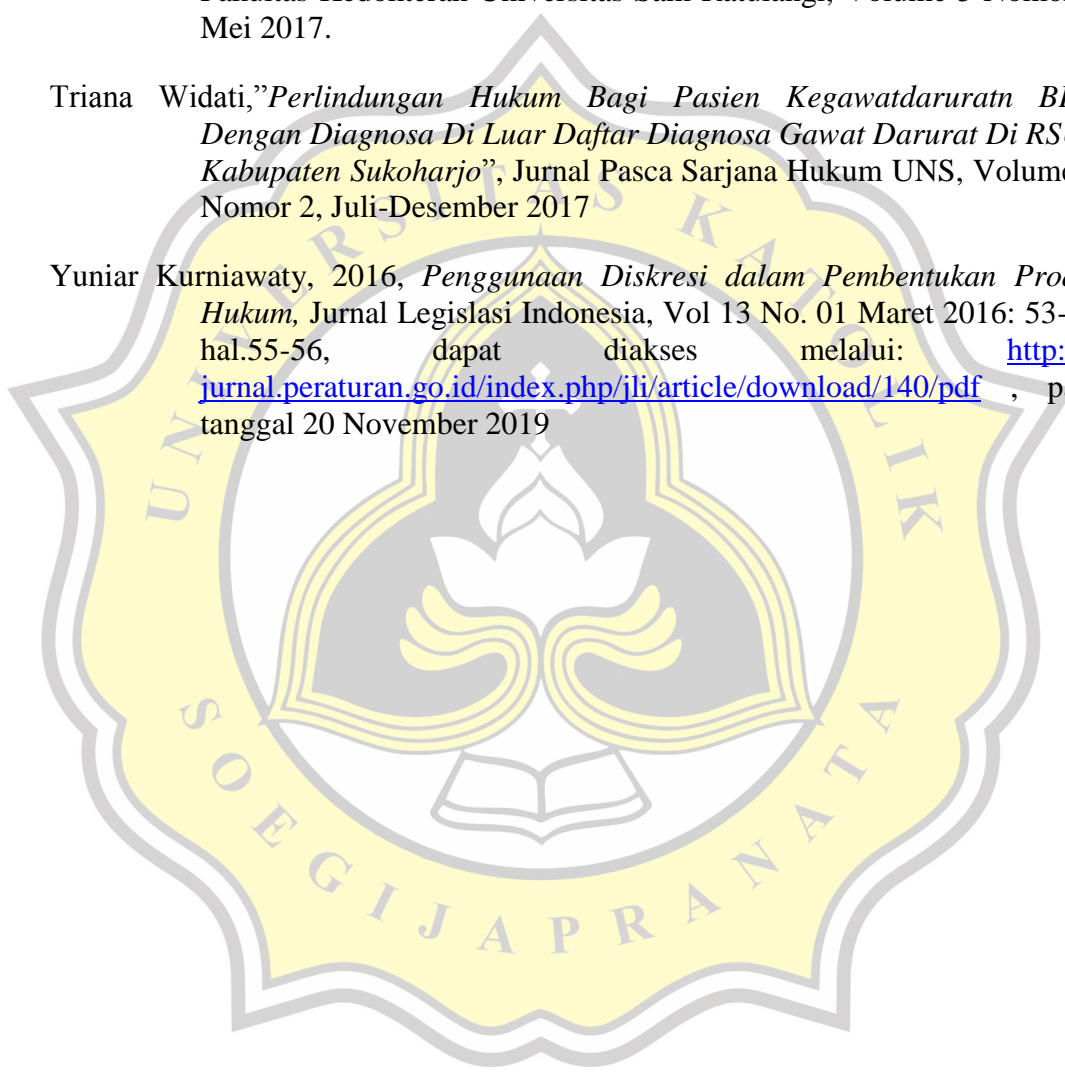 Mei 2017.
Triana Widati,”Perlindungan Hukum Bagi Pasien Kegawatdaruratn
Dengan Diagnosa Di Luar Daftar Diagnosa Gawat Darurat Di
Kabupaten Sukoharjo”, Jurnal Pasca Sarjana Hukum UNS,
Nomor 2, Juli-Desember 2017
Yuniar Kurniawaty, 2016, Penggunaan Diskresi dalam Pembentukan
Hukum, Jurnal Legislasi Indonesia, Vol 13 No. 01 Maret 2016: 53-
hal.55-56, dapat diakses melalui: http:
jurnal.peraturan.go.id/index.php/jli/article/download/140/pdf ,
tanggal 20 November 2019
UNIVERSITAS KATOLIK
SOEGIJAPRANATA